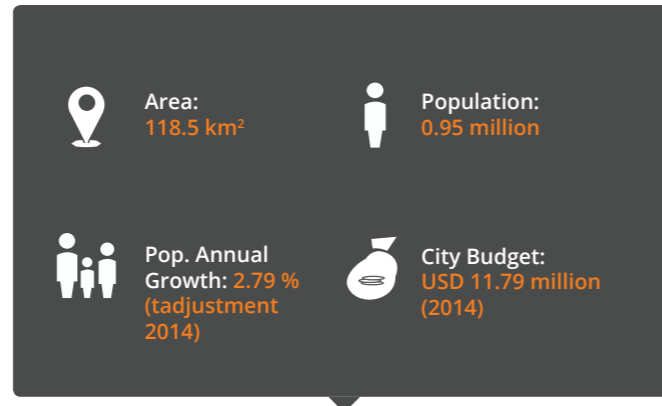 Area:
118.5 km²
Population:
0.95 million
Pop. Annual
Growth: 2.79 %
(tadjustment
2014)
City Budget:
USD 11.79 million
(2014)